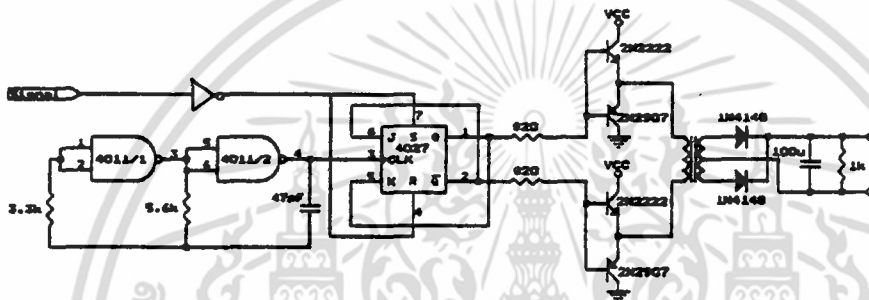 VCC
2N2222
Signal
7
6 J S Q 1
820
2N2907
1N4148
1
2
4011/1
3
5
6
4011/2
4
3 CLK
4027
100u
1k
5 K R Q 2
820
VCC
1N4148
3.3k
5.6k
47pF
4
2N2222
2N2907